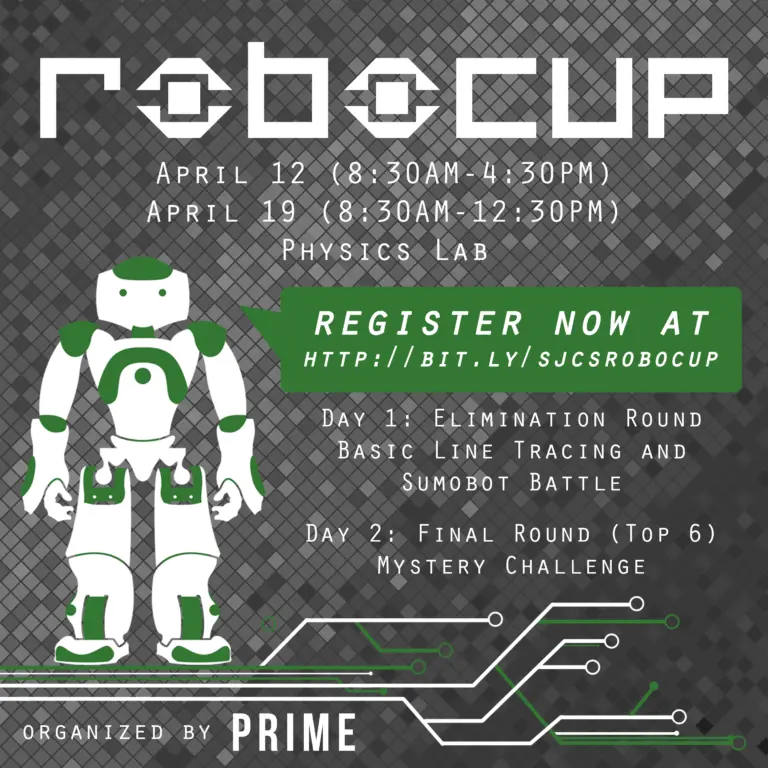 robocup
April 12 (8:30AM-4:30PM)
April 19 (8:30AM-12:30PM)
Physics Lab
REGISTER NOW AT
HTTP://BIT.LY/SJCSROBOCUP
Day 1: Elimination Round
Basic Line Tracing and
Sumobot Battle
Day 2: Final Round (Top 6)
Mystery Challenge
ORGANIZED BY PRIME